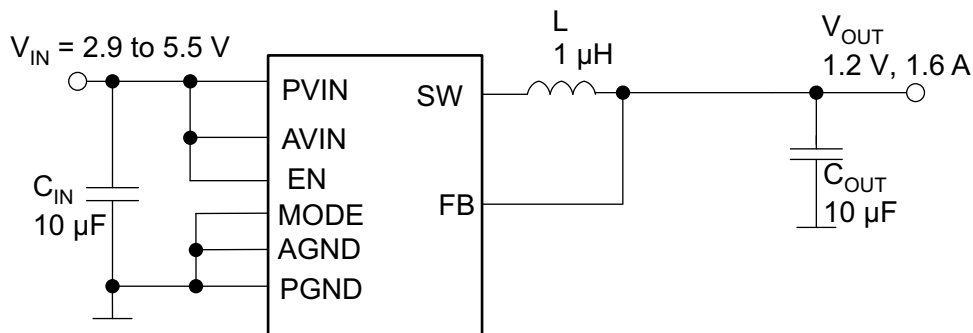 V_IN = 2.9 to 5.5 V
L
1 µH
V_OUT
1.2 V, 1.6 A
PVIN
SW
AVIN
EN
C_IN
10 µF
MODE
FB
AGND
PGND
C_OUT
10 µF